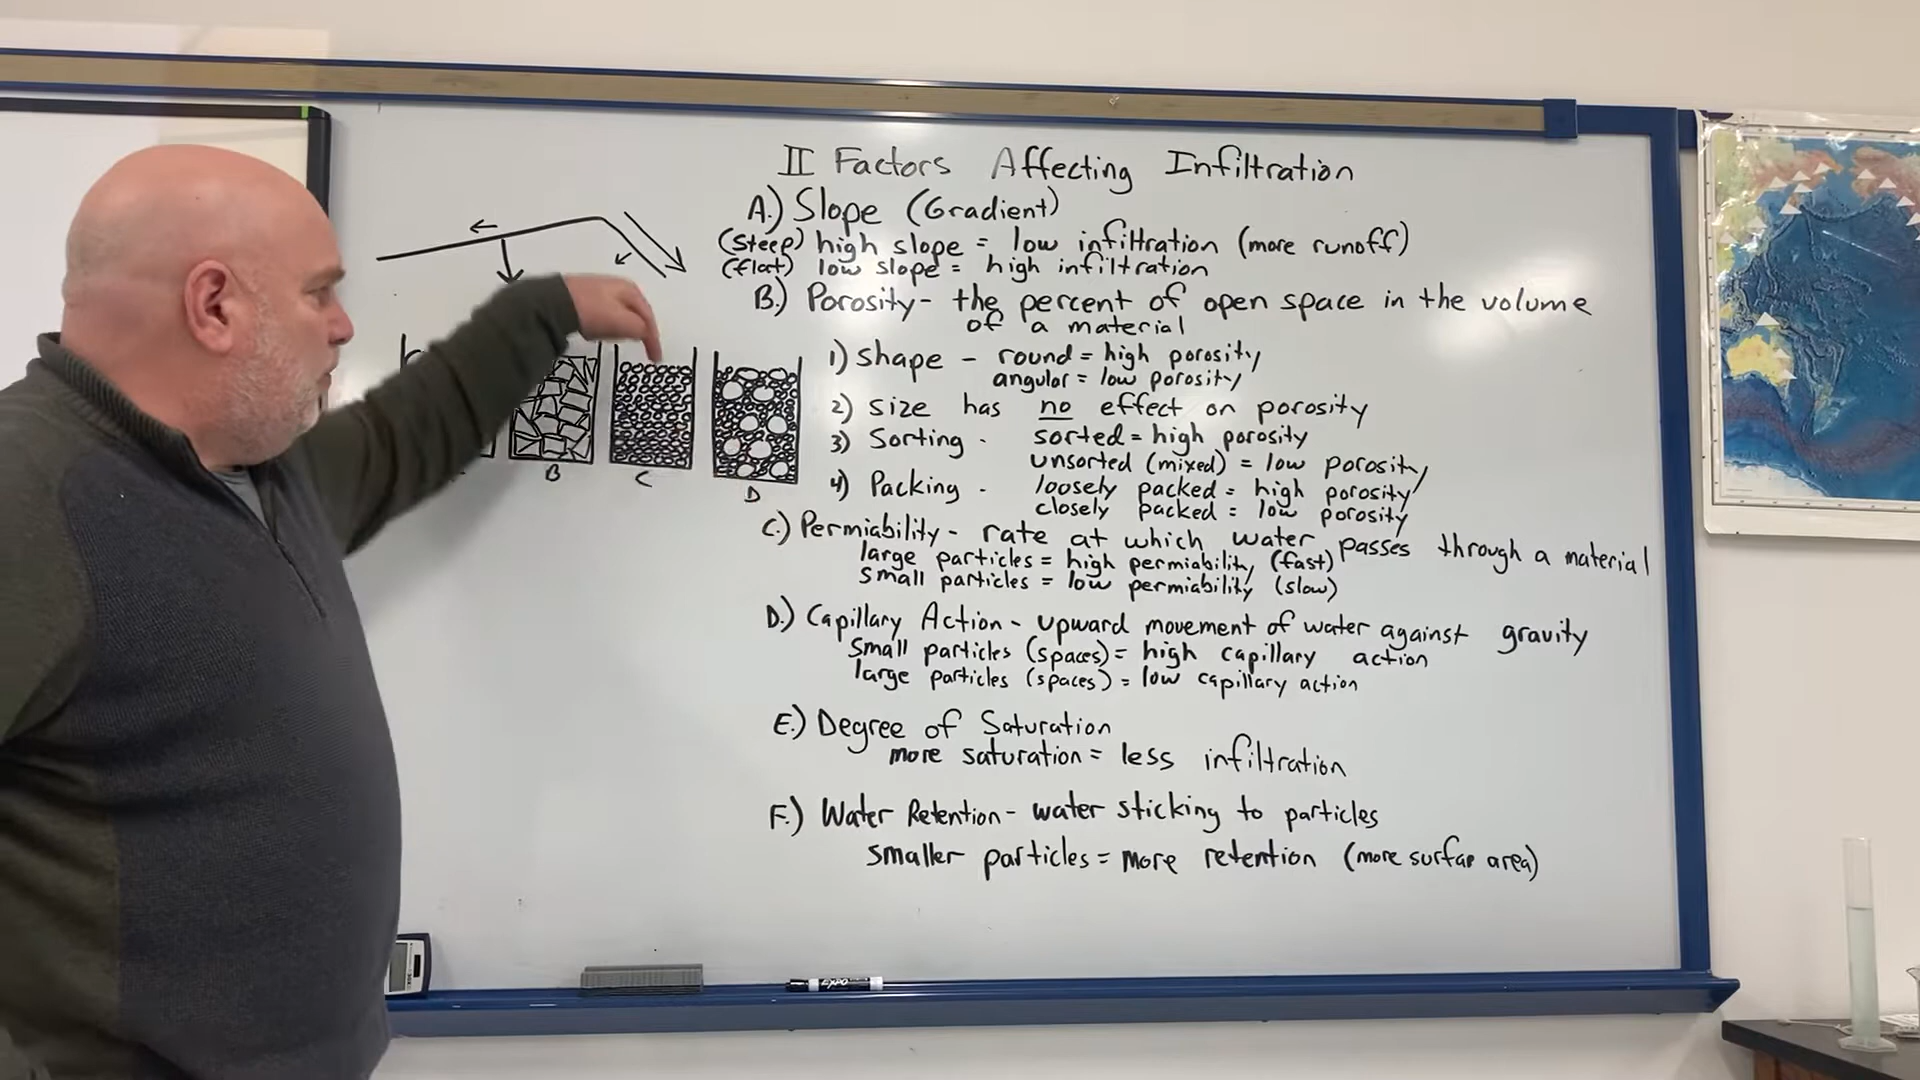 II Factors Affecting Infiltration
A.) Slope (Gradient)
(steep) high slope = low infiltration (more runoff)
(flat) low slope = high infiltration
B.) Porosity - the percent of open space in the volume
of a material
1) Shape - round = high porosity
angular = low porosity
2) size has no effect on porosity
3) Sorting - sorted = high porosity
unsorted (mixed) = low porosity
4) Packing - loosely packed = high porosity
closely packed = low porosity
C.) Permiability - rate at which water passes through a material
large particles = high permiability (fast)
small particles = low permiability (slow)
D.) Capillary Action - upward movement of water against gravity
small particles (spaces) = high capillary action
large particles (spaces) = low capillary action
E.) Degree of Saturation
more saturation = less infiltration
F.) Water Retention - water sticking to particles
smaller particles = more retention (more surfac area)
B
C
D
EXPO